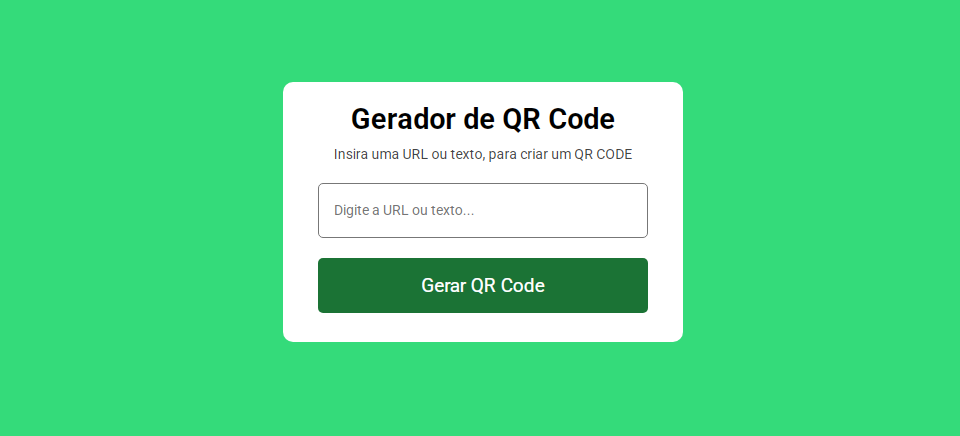 Gerador de QR Code
Insira uma URL ou texto, para criar um QR CODE
Digite a URL ou texto...
Gerar QR Code